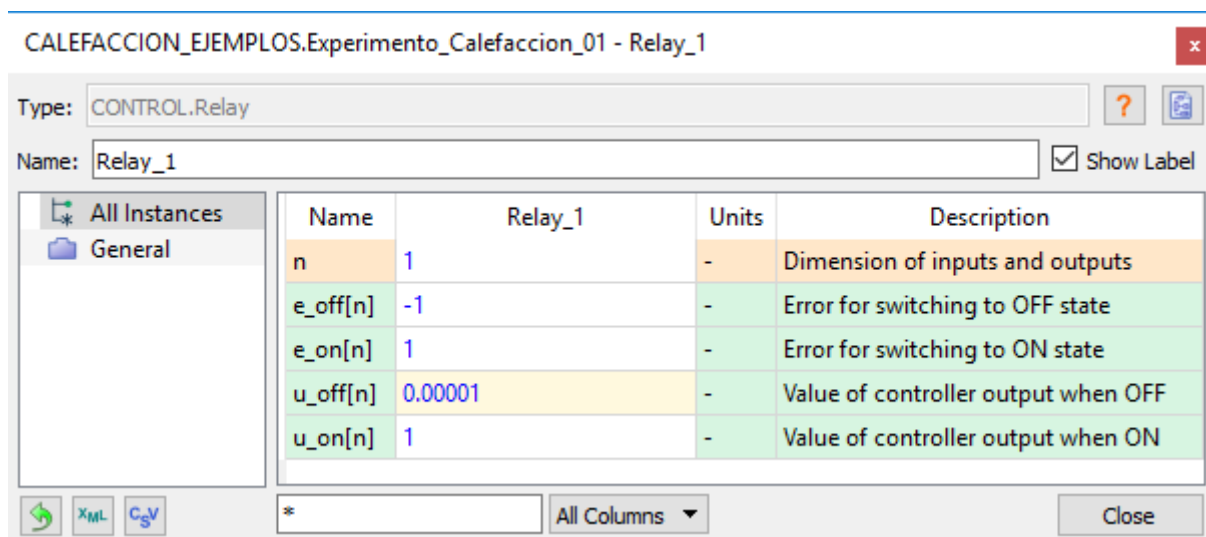 CALEFACCION_EJEMPLOS.Experimento_Calefaccion_01 - Relay_1
x
Type: CONTROL.Relay
?
Name: Relay_1
Show Label
All Instances
General
Name Relay_1 Units Description
n 1 - Dimension of inputs and outputs
e_off[n] -1 - Error for switching to OFF state
e_on[n] 1 - Error for switching to ON state
u_off[n] 0.00001 - Value of controller output when OFF
u_on[n] 1 - Value of controller output when ON
XML CSV * All Columns Close